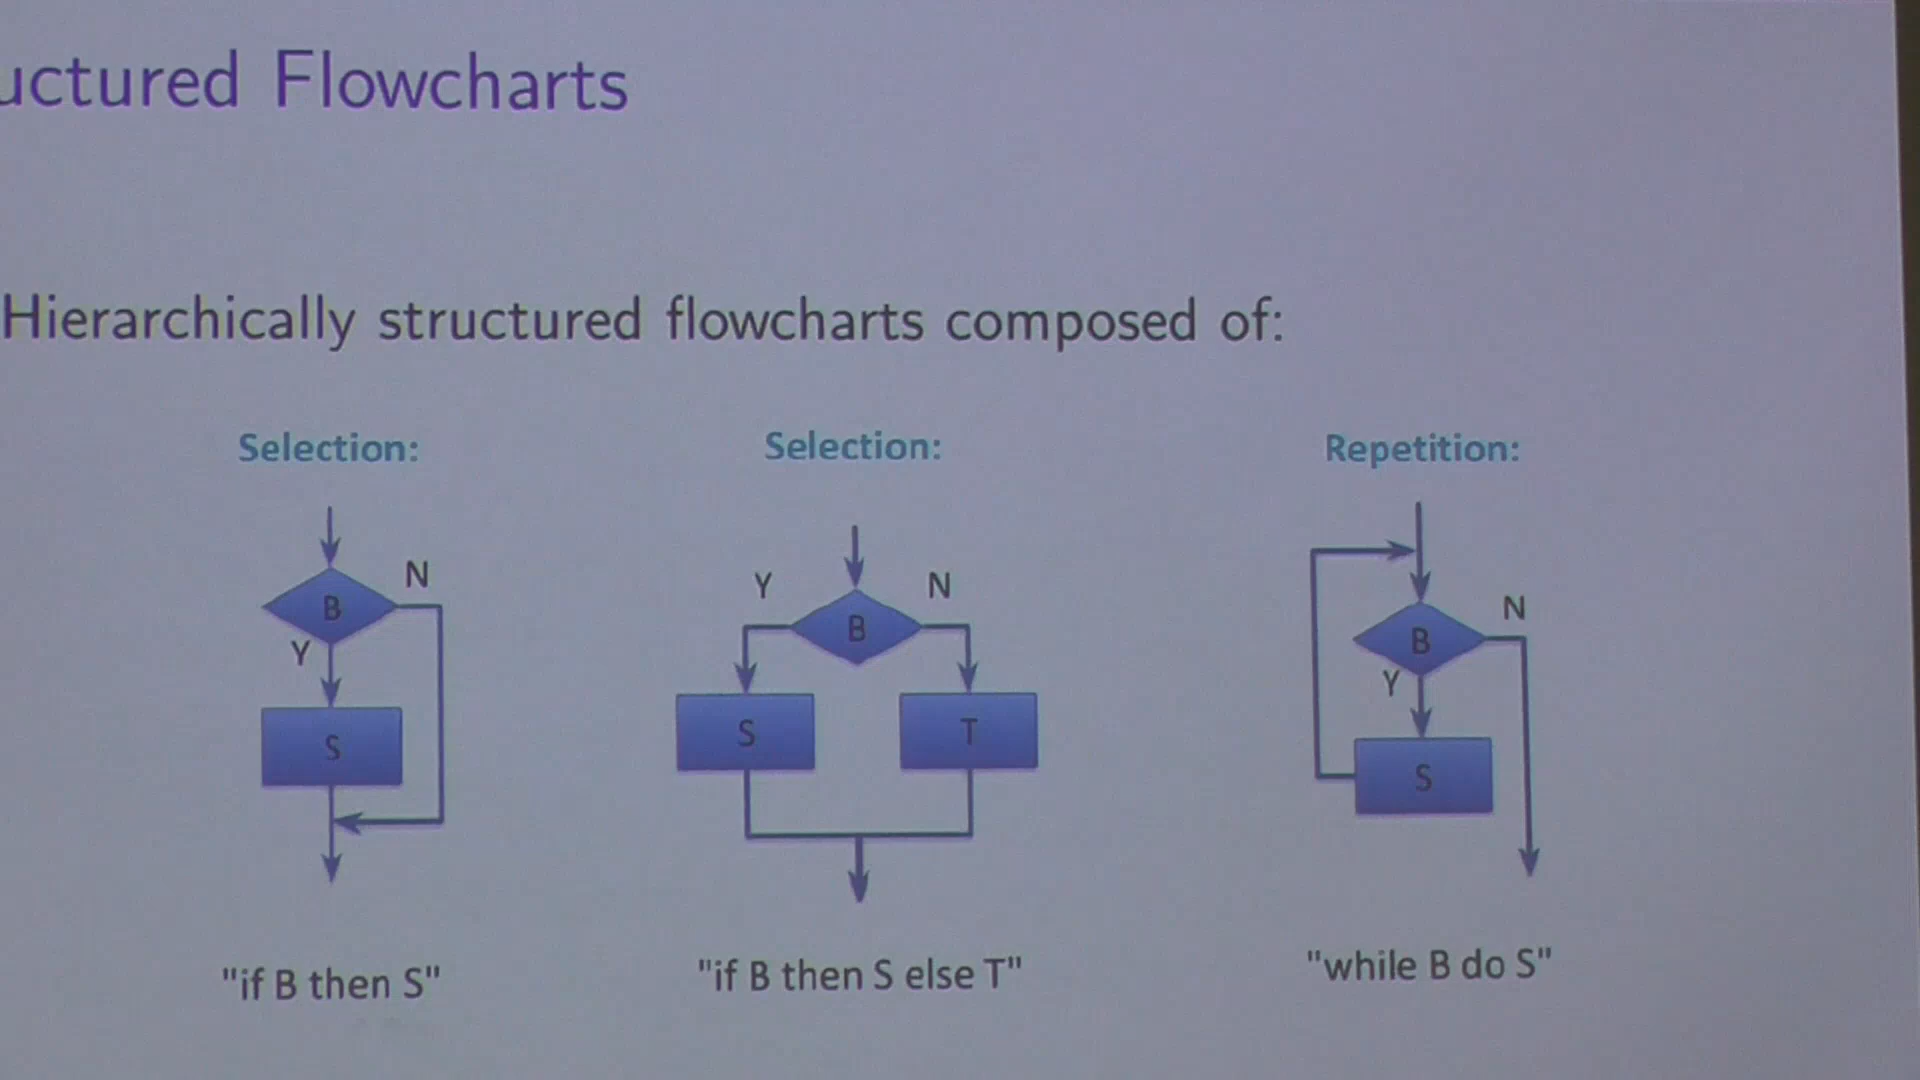 uctured Flowcharts
Hierarchically structured flowcharts composed of:
Selection:
N
B
Y
S
"if B then S"
Selection:
Y
N
B
S
T
"if B then S else T"
Repetition:
N
B
Y
S
"while B do S"